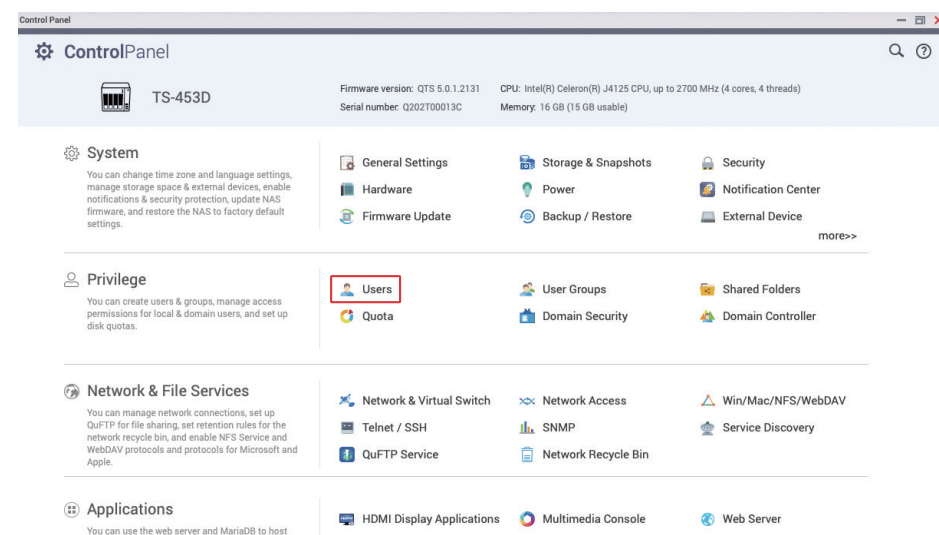 Control Panel
ControlPanel
TS-453D
Firmware version: QTS 5.0.1.2131 CPU: Intel(R) Celeron(R) J4125 CPU, up to 2700 MHz (4 cores, 4 threads)
Serial number: Q202T00013C Memory: 16 GB (15 GB usable)
System
You can change time zone and language settings,
manage storage space & external devices, enable
notifications & security protection, update NAS
firmware, and restore the NAS to factory default
settings.
General Settings Storage & Snapshots Security
Hardware Power Notification Center
Firmware Update Backup / Restore External Device
more>>
Privilege
You can create users & groups, manage access
permissions for local & domain users, and set up
disk quotas.
Users User Groups Shared Folders
Quota Domain Security Domain Controller
Network & File Services
You can manage network connections, set up
QuFTP for file sharing, set retention rules for the
network recycle bin, and enable NFS Service and
WebDAV protocols and protocols for Microsoft and
Apple.
Network & Virtual Switch Network Access Win/Mac/NFS/WebDAV
Telnet / SSH SNMP Service Discovery
QuFTP Service Network Recycle Bin
Applications
You can use the web server and MariaDB to host
HDMI Display Applications Multimedia Console Web Server